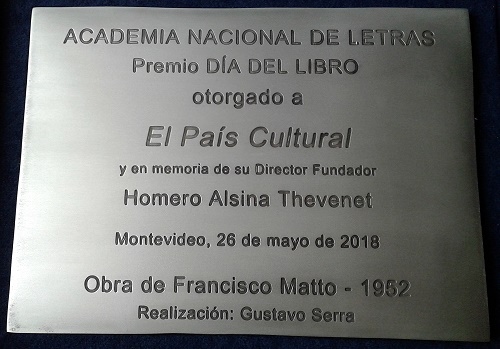 ACADEMIA NACIONAL DE LETRAS
Premio DÍA DEL LIBRO
otorgado a
El País Cultural
y en memoria de su Director Fundador
Homero Alsina Thevenet
Montevideo, 26 de mayo de 2018
Obra de Francisco Matto - 1952
Realización: Gustavo Serra